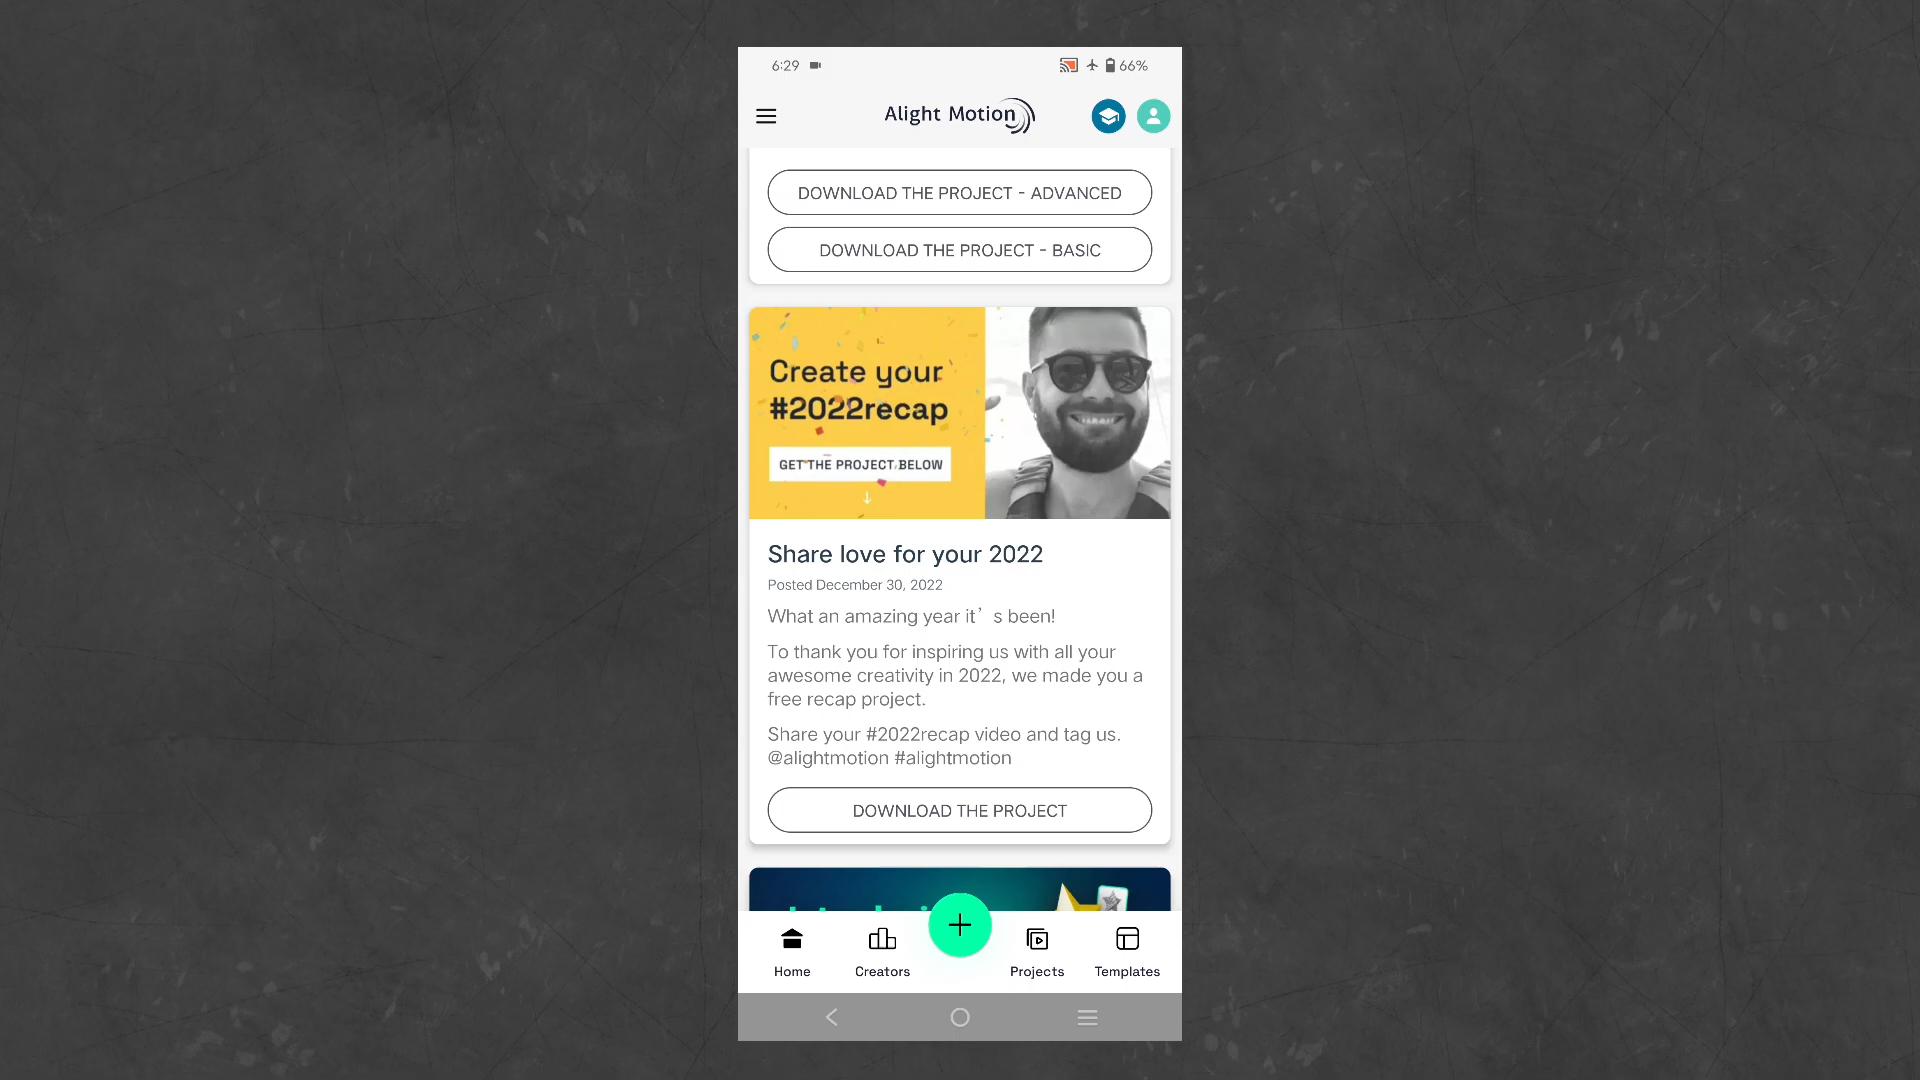 6:29
66%
Alight Motion
DOWNLOAD THE PROJECT - ADVANCED
DOWNLOAD THE PROJECT - BASIC
Create your
#2022recap
GET THE PROJECT BELOW
Share love for your 2022
Posted December 30, 2022
What an amazing year it’s been!
To thank you for inspiring us with all your
awesome creativity in 2022, we made you a
free recap project.
Share your #2022recap video and tag us.
@alightmotion #alightmotion
DOWNLOAD THE PROJECT
Home
Creators
Projects
Templates